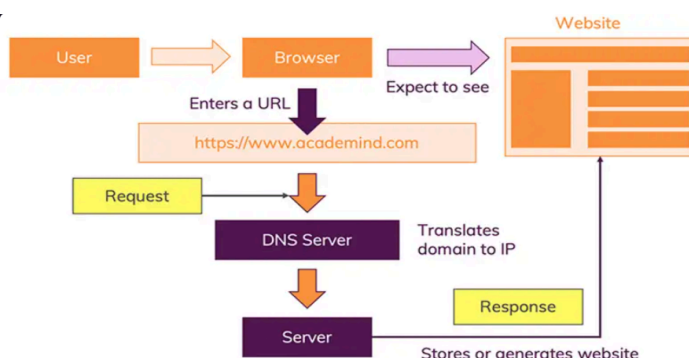 Website
User
Browser
Expect to see
Enters a URL
https://www.academind.com
Request
DNS Server
Translates
domain to IP
Response
Server
Stores or generates website